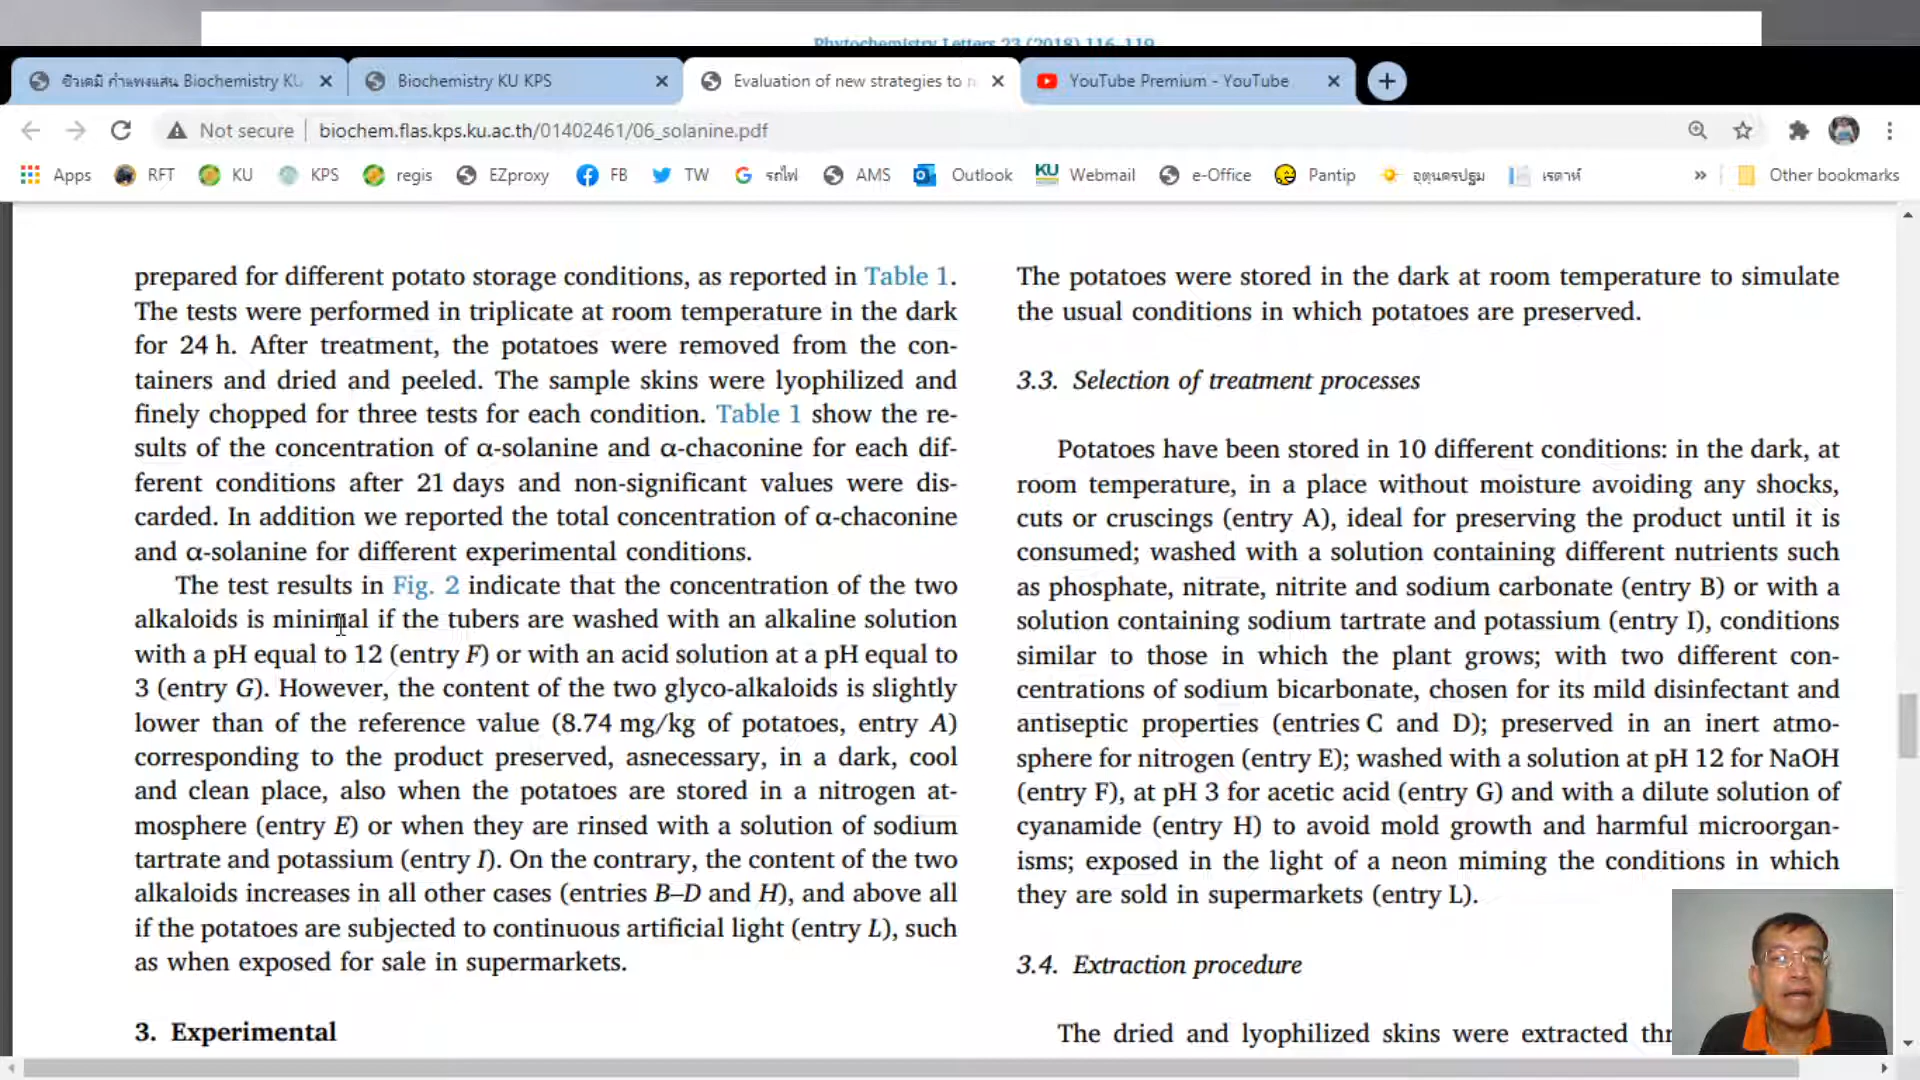 Phytochemistry Letters 23 (2018) 116–119
ชีวเคมี กำแพงแสน Biochemistry KU
Biochemistry KU KPS
Evaluation of new strategies to r
YouTube Premium - YouTube
Not secure | biochem.flas.kps.ku.ac.th/01402461/06_solanine.pdf
Apps RFT KU KPS regis EZproxy FB TW รถไฟ AMS Outlook KU Webmail e-Office Pantip อุตุนครปฐม เรดาห์ » Other bookmarks
prepared for different potato storage conditions, as reported in Table 1.
The tests were performed in triplicate at room temperature in the dark
for 24 h. After treatment, the potatoes were removed from the con-
tainers and dried and peeled. The sample skins were lyophilized and
finely chopped for three tests for each condition. Table 1 show the re-
sults of the concentration of α-solanine and α-chaconine for each dif-
ferent conditions after 21 days and non-significant values were dis-
carded. In addition we reported the total concentration of α-chaconine
and α-solanine for different experimental conditions.
The test results in Fig. 2 indicate that the concentration of the two
alkaloids is minimal if the tubers are washed with an alkaline solution
with a pH equal to 12 (entry F) or with an acid solution at a pH equal to
3 (entry G). However, the content of the two glyco-alkaloids is slightly
lower than of the reference value (8.74 mg/kg of potatoes, entry A)
corresponding to the product preserved, asnecessary, in a dark, cool
and clean place, also when the potatoes are stored in a nitrogen at-
mosphere (entry E) or when they are rinsed with a solution of sodium
tartrate and potassium (entry I). On the contrary, the content of the two
alkaloids increases in all other cases (entries B–D and H), and above all
if the potatoes are subjected to continuous artificial light (entry L), such
as when exposed for sale in supermarkets.
3. Experimental
The potatoes were stored in the dark at room temperature to simulate
the usual conditions in which potatoes are preserved.
3.3. Selection of treatment processes
Potatoes have been stored in 10 different conditions: in the dark, at
room temperature, in a place without moisture avoiding any shocks,
cuts or cruscings (entry A), ideal for preserving the product until it is
consumed; washed with a solution containing different nutrients such
as phosphate, nitrate, nitrite and sodium carbonate (entry B) or with a
solution containing sodium tartrate and potassium (entry I), conditions
similar to those in which the plant grows; with two different con-
centrations of sodium bicarbonate, chosen for its mild disinfectant and
antiseptic properties (entries C and D); preserved in an inert atmo-
sphere for nitrogen (entry E); washed with a solution at pH 12 for NaOH
(entry F), at pH 3 for acetic acid (entry G) and with a dilute solution of
cyanamide (entry H) to avoid mold growth and harmful microorgan-
isms; exposed in the light of a neon miming the conditions in which
they are sold in supermarkets (entry L).
3.4. Extraction procedure
The dried and lyophilized skins were extracted thr